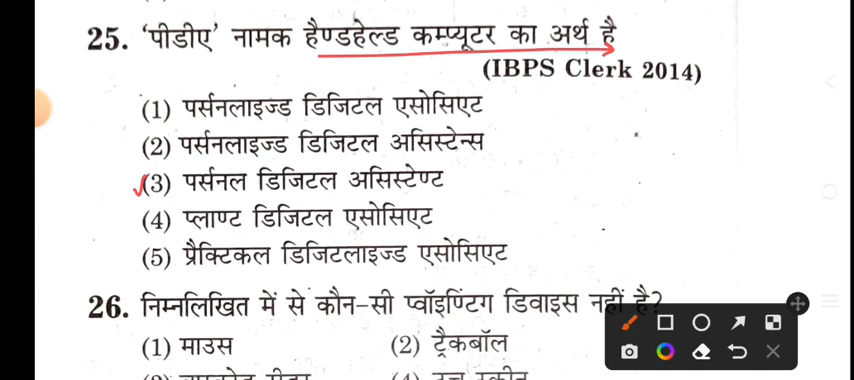 25. 'पीडीए' नामक हैण्डहेल्ड कम्प्यूटर का अर्थ है
(IBPS Clerk 2014)
(1) पर्सनलाइज्ड डिजिटल एसोसिएट
(2) पर्सनलाइज्ड डिजिटल असिस्टेन्स
(3) पर्सनल डिजिटल असिस्टेण्ट
(4) प्लाण्ट डिजिटल एसोसिएट
(5) प्रैक्टिकल डिजिटलाइज्ड एसोसिएट
26. निम्नलिखित में से कौन-सी प्वॉइण्टिंग डिवाइस नहीं है?
(1) माउस (2) ट्रैकबॉल